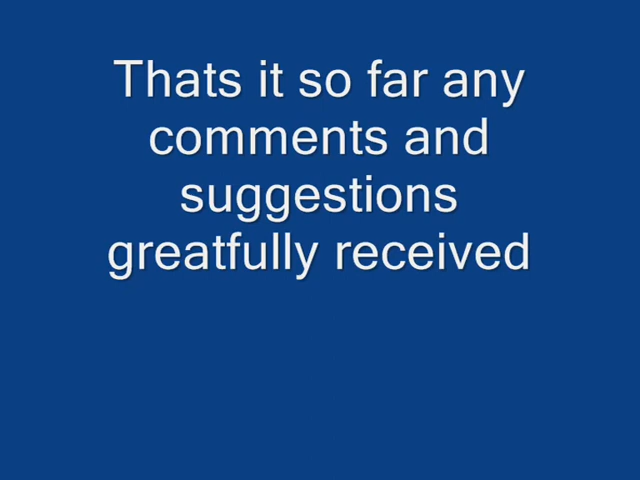 Thats it so far any
comments and
suggestions
greatfully received